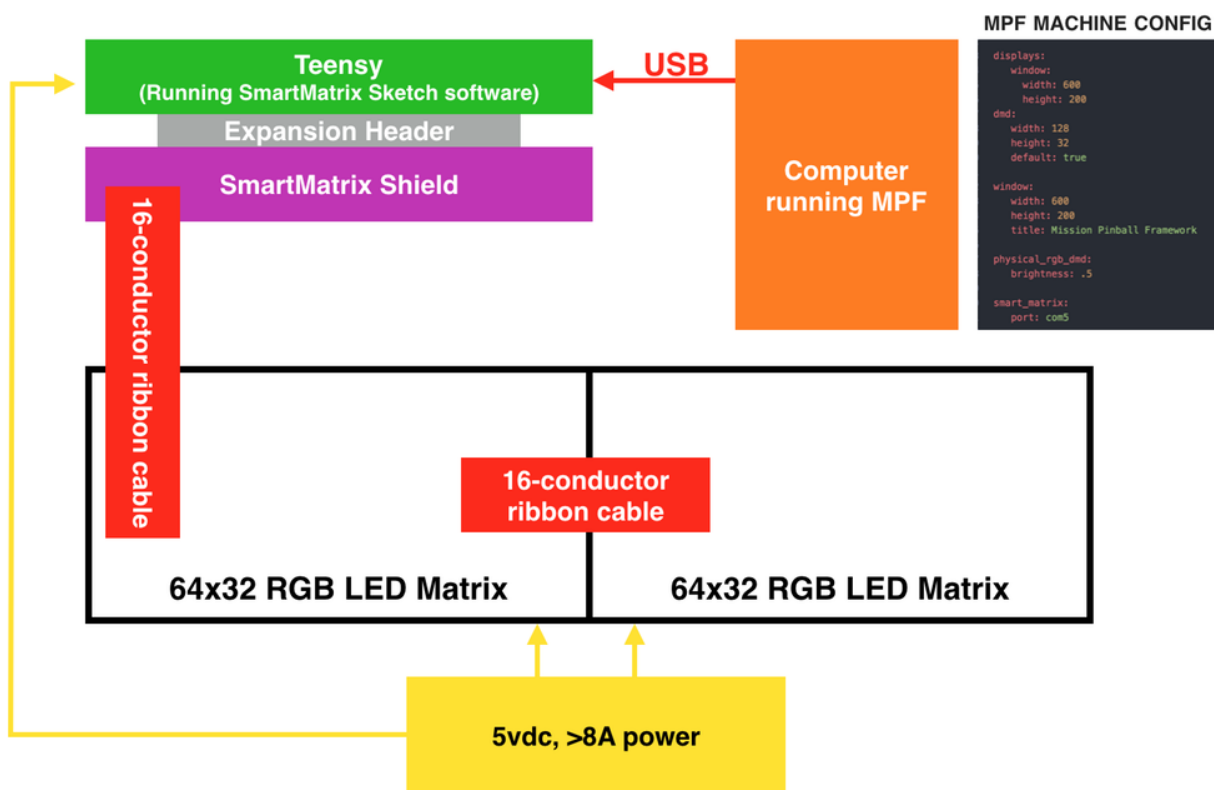 MPF MACHINE CONFIG
Teensy
(Running SmartMatrix Sketch software)
USB
Expansion Header
SmartMatrix Shield
Computer
running MPF
displays:
window:
width: 600
height: 200
dmd:
width: 128
height: 32
default: true
window:
width: 600
height: 200
title: Mission Pinball Framework
physical_rgb_dmd:
brightness: .5
smart_matrix:
port: com5
16-conductor ribbon cable
16-conductor
ribbon cable
64x32 RGB LED Matrix
64x32 RGB LED Matrix
5vdc, >8A power